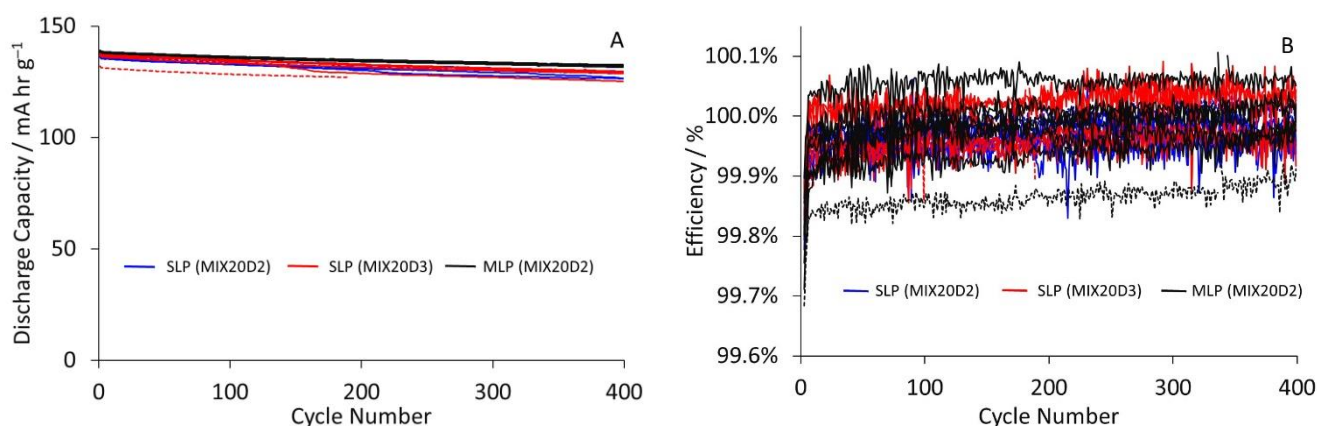 A
Discharge Capacity / mA hr g⁻¹
150
100
50
0
SLP (MIX20D2) SLP (MIX20D3) MLP (MIX20D2)
0 100 200 300 400
Cycle Number
B
Efficiency / %
100.1%
100.0%
99.9%
99.8%
99.7%
99.6%
SLP (MIX20D2) SLP (MIX20D3) MLP (MIX20D2)
0 100 200 300 400
Cycle Number